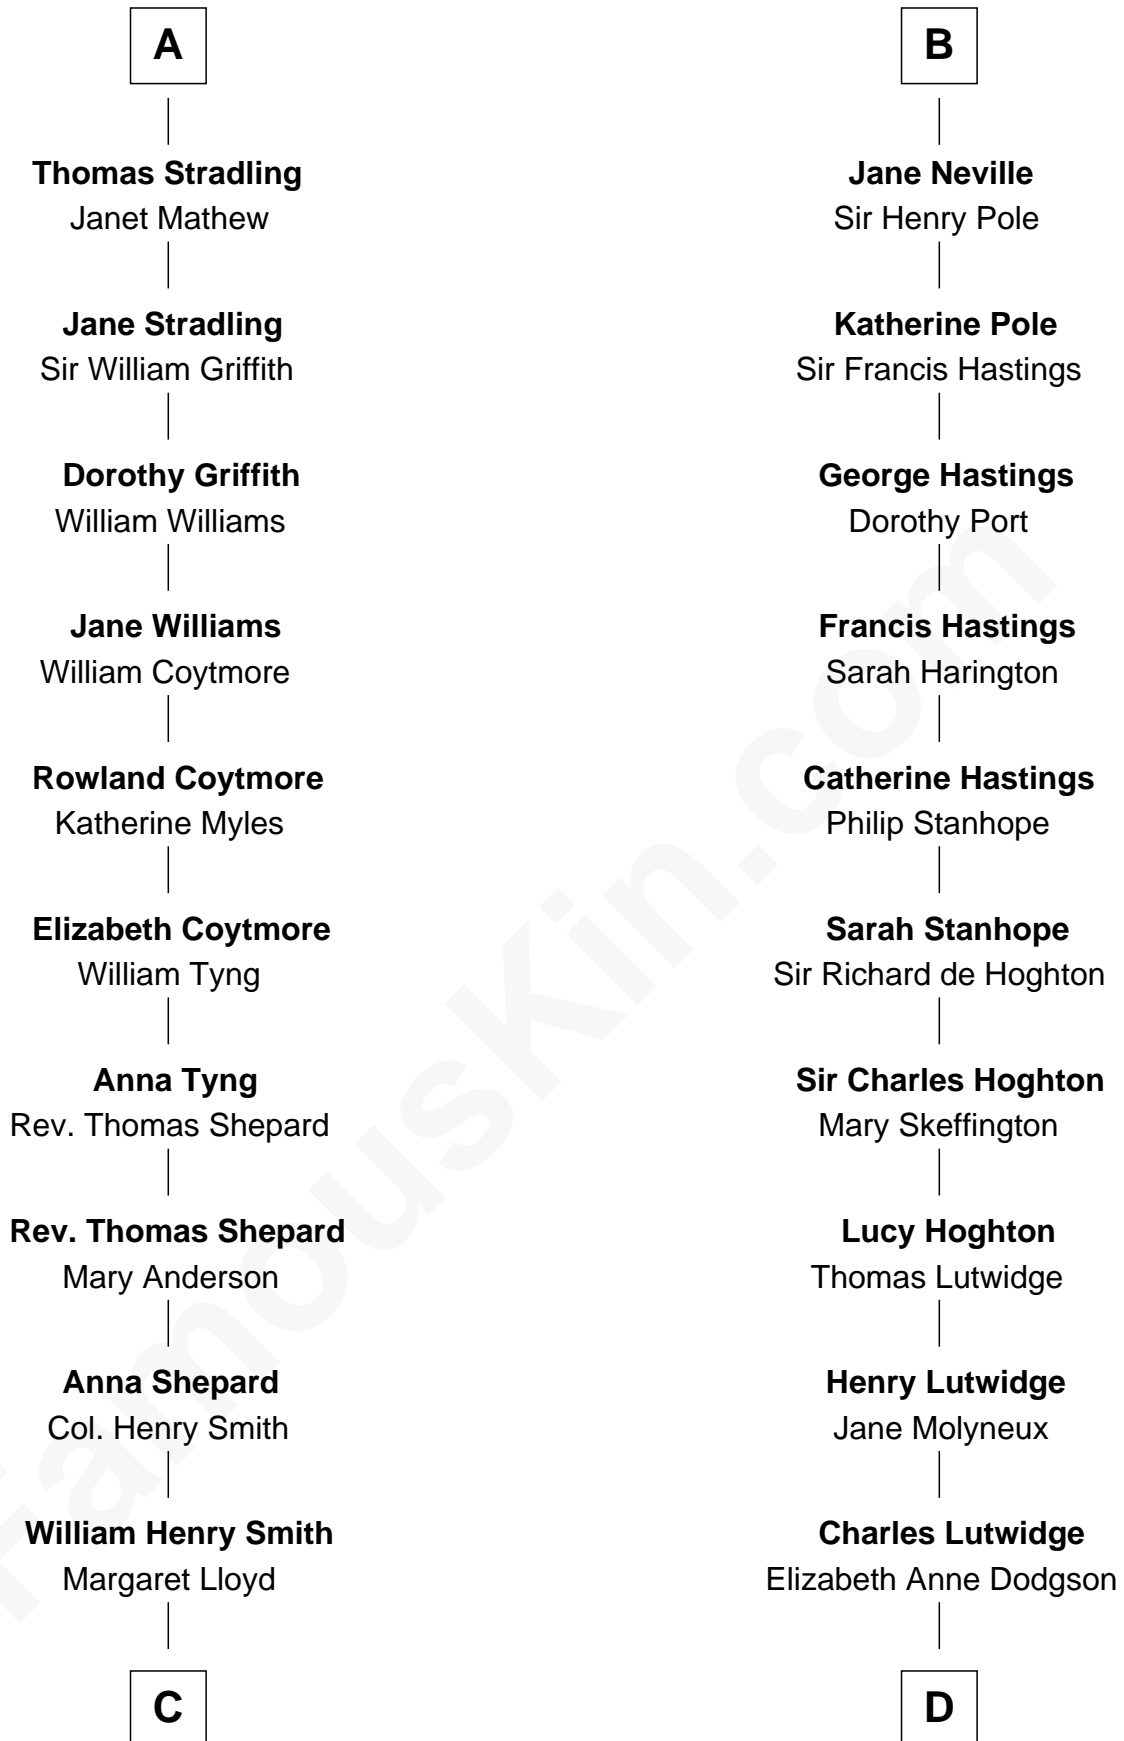 A
Thomas Stradling
Janet Mathew
Jane Stradling
Sir William Griffith
Dorothy Griffith
William Williams
Jane Williams
William Coytmore
Rowland Coytmore
Katherine Myles
Elizabeth Coytmore
William Tyng
Anna Tyng
Rev. Thomas Shepard
Rev. Thomas Shepard
Mary Anderson
Anna Shepard
Col. Henry Smith
William Henry Smith
Margaret Lloyd
C
B
Jane Neville
Sir Henry Pole
Katherine Pole
Sir Francis Hastings
George Hastings
Dorothy Port
Francis Hastings
Sarah Harington
Catherine Hastings
Philip Stanhope
Sarah Stanhope
Sir Richard de Hoghton
Sir Charles Hoghton
Mary Skeffington
Lucy Hoghton
Thomas Lutwidge
Henry Lutwidge
Jane Molyneux
Charles Lutwidge
Elizabeth Anne Dodgson
D
FamousKin.com